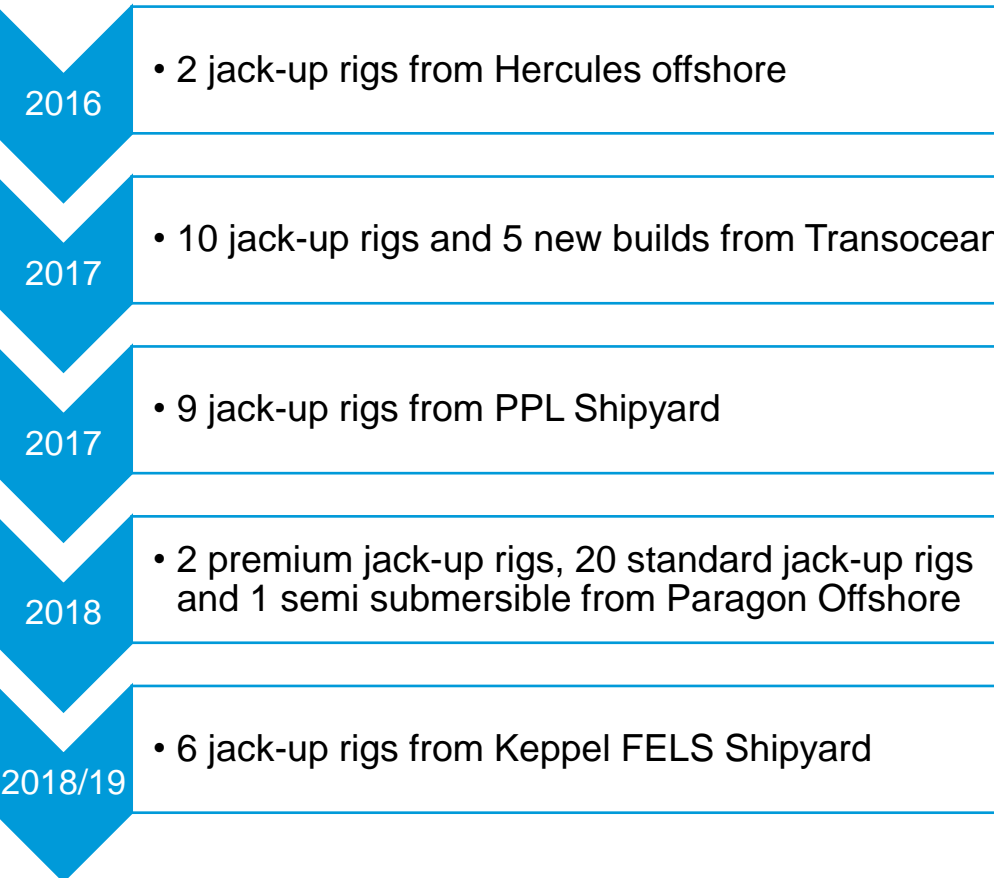 2016
• 2 jack-up rigs from Hercules offshore
2017
• 10 jack-up rigs and 5 new builds from Transocean
2017
• 9 jack-up rigs from PPL Shipyard
2018
• 2 premium jack-up rigs, 20 standard jack-up rigs
and 1 semi submersible from Paragon Offshore
2018/19
• 6 jack-up rigs from Keppel FELS Shipyard